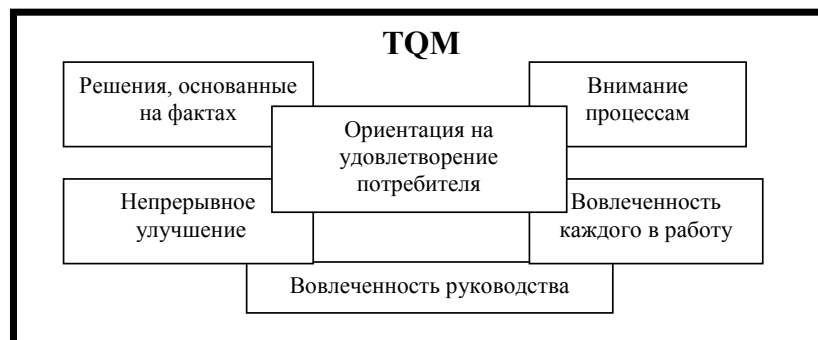 TQM
Решения, основанные
на фактах
Внимание
процессам
Ориентация на
удовлетворение
потребителя
Непрерывное
улучшение
Вовлеченность
каждого в работу
Вовлеченность руководства